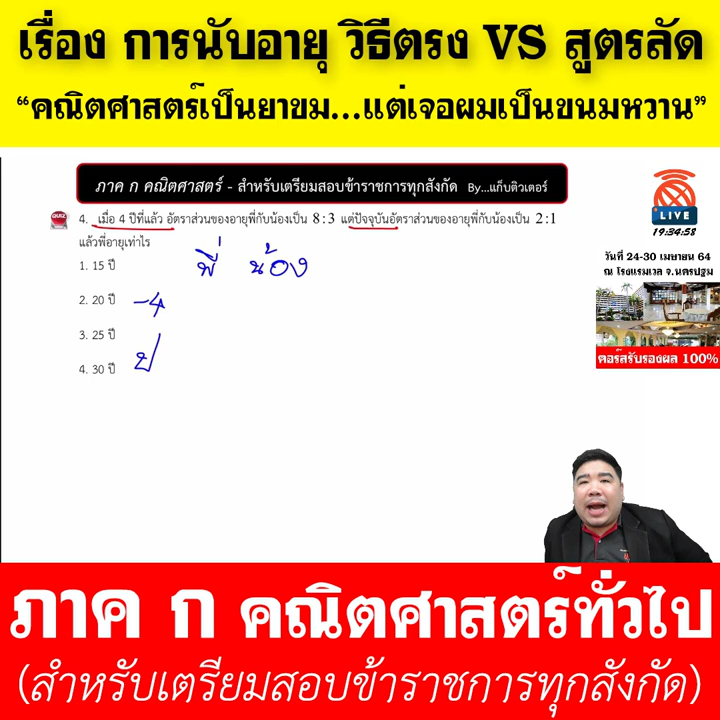 เรื่อง การนับอายุ วิธีตรง VS สูตรลัด
“คณิตศาสตร์เป็นยาขม...แต่เจอผมเป็นขนมหวาน”
ภาค ก คณิตศาสตร์ - สำหรับเตรียมสอบข้าราชการทุกสังกัด By...แก็บติวเตอร์
QUIZ
4. เมื่อ 4 ปีที่แล้ว อัตราส่วนของอายุพี่กับน้องเป็น 8:3 แต่ปัจจุบันอัตราส่วนของอายุพี่กับน้องเป็น 2:1
แล้วพี่อายุเท่าไร
1. 15 ปี
พี่ น้อง
2. 20 ปี
-4
3. 25 ปี
ป
4. 30 ปี
LIVE
19:34:58
วันที่ 24-30 เมษายน 64
ณ โรงแรมเวล จ.นครปฐม
คอร์สรับรองผล 100%
ภาค ก คณิตศาสตร์ทั่วไป
(สำหรับเตรียมสอบข้าราชการทุกสังกัด)